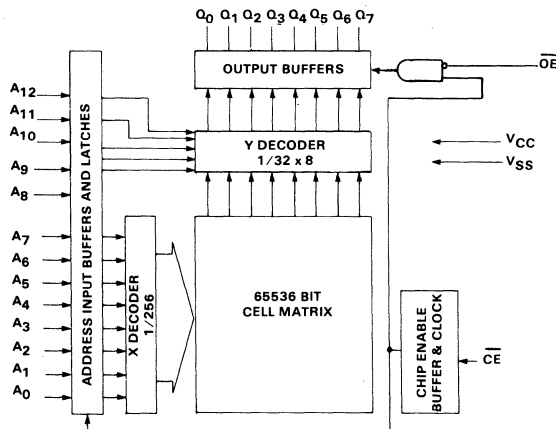 Q0 Q1 Q2 Q3 Q4 Q5 Q6 Q7
OUTPUT BUFFERS
OE
A12
A11
A10
A9
A8
A7
A6
A5
A4
A3
A2
A1
A0
ADDRESS INPUT BUFFERS AND LATCHES
Y DECODER
1/32 x 8
VCC
VSS
X DECODER
1/256
65536 BIT
CELL MATRIX
CHIP ENABLE
BUFFER & CLOCK
CE